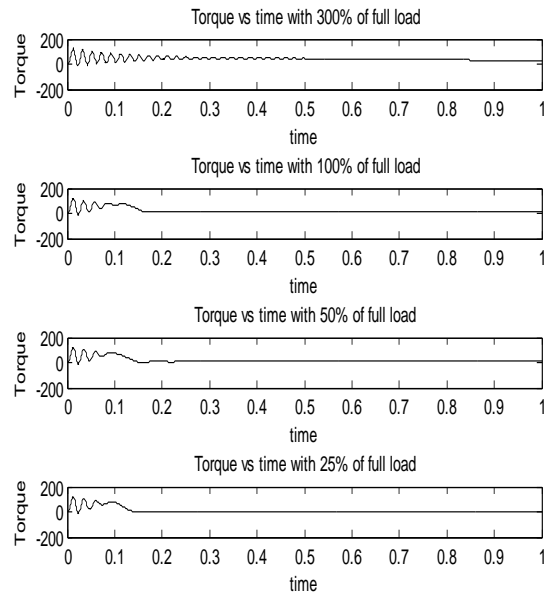 Torque vs time with 300% of full load
200
0
-200
Torque
0 0.1 0.2 0.3 0.4 0.5 0.6 0.7 0.8 0.9 1
time
Torque vs time with 100% of full load
200
0
-200
Torque
0 0.1 0.2 0.3 0.4 0.5 0.6 0.7 0.8 0.9 1
time
Torque vs time with 50% of full load
200
0
-200
Torque
0 0.1 0.2 0.3 0.4 0.5 0.6 0.7 0.8 0.9 1
time
Torque vs time with 25% of full load
200
0
-200
Torque
0 0.1 0.2 0.3 0.4 0.5 0.6 0.7 0.8 0.9 1
time